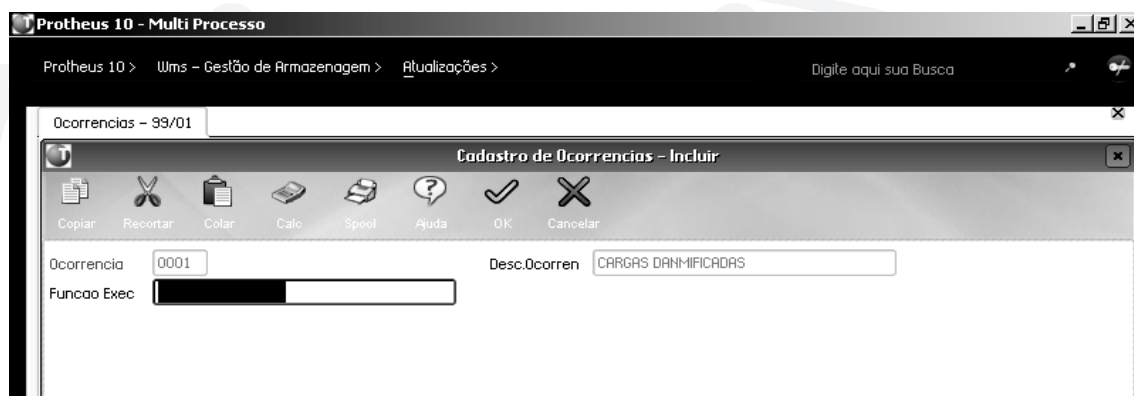 Protheus 10 - Multi Processo
Protheus 10 > Wms – Gestão de Armazenagem > Atualizações > Digite aqui sua Busca
Ocorrencias – 99/01
Cadastro de Ocorrencias – Incluir
Copiar Recortar Colar Calc Spool Ajuda OK Cancelar
Ocorrencia 0001 Desc.Ocorren CARGAS DANMIFICADAS
Funcao Exec